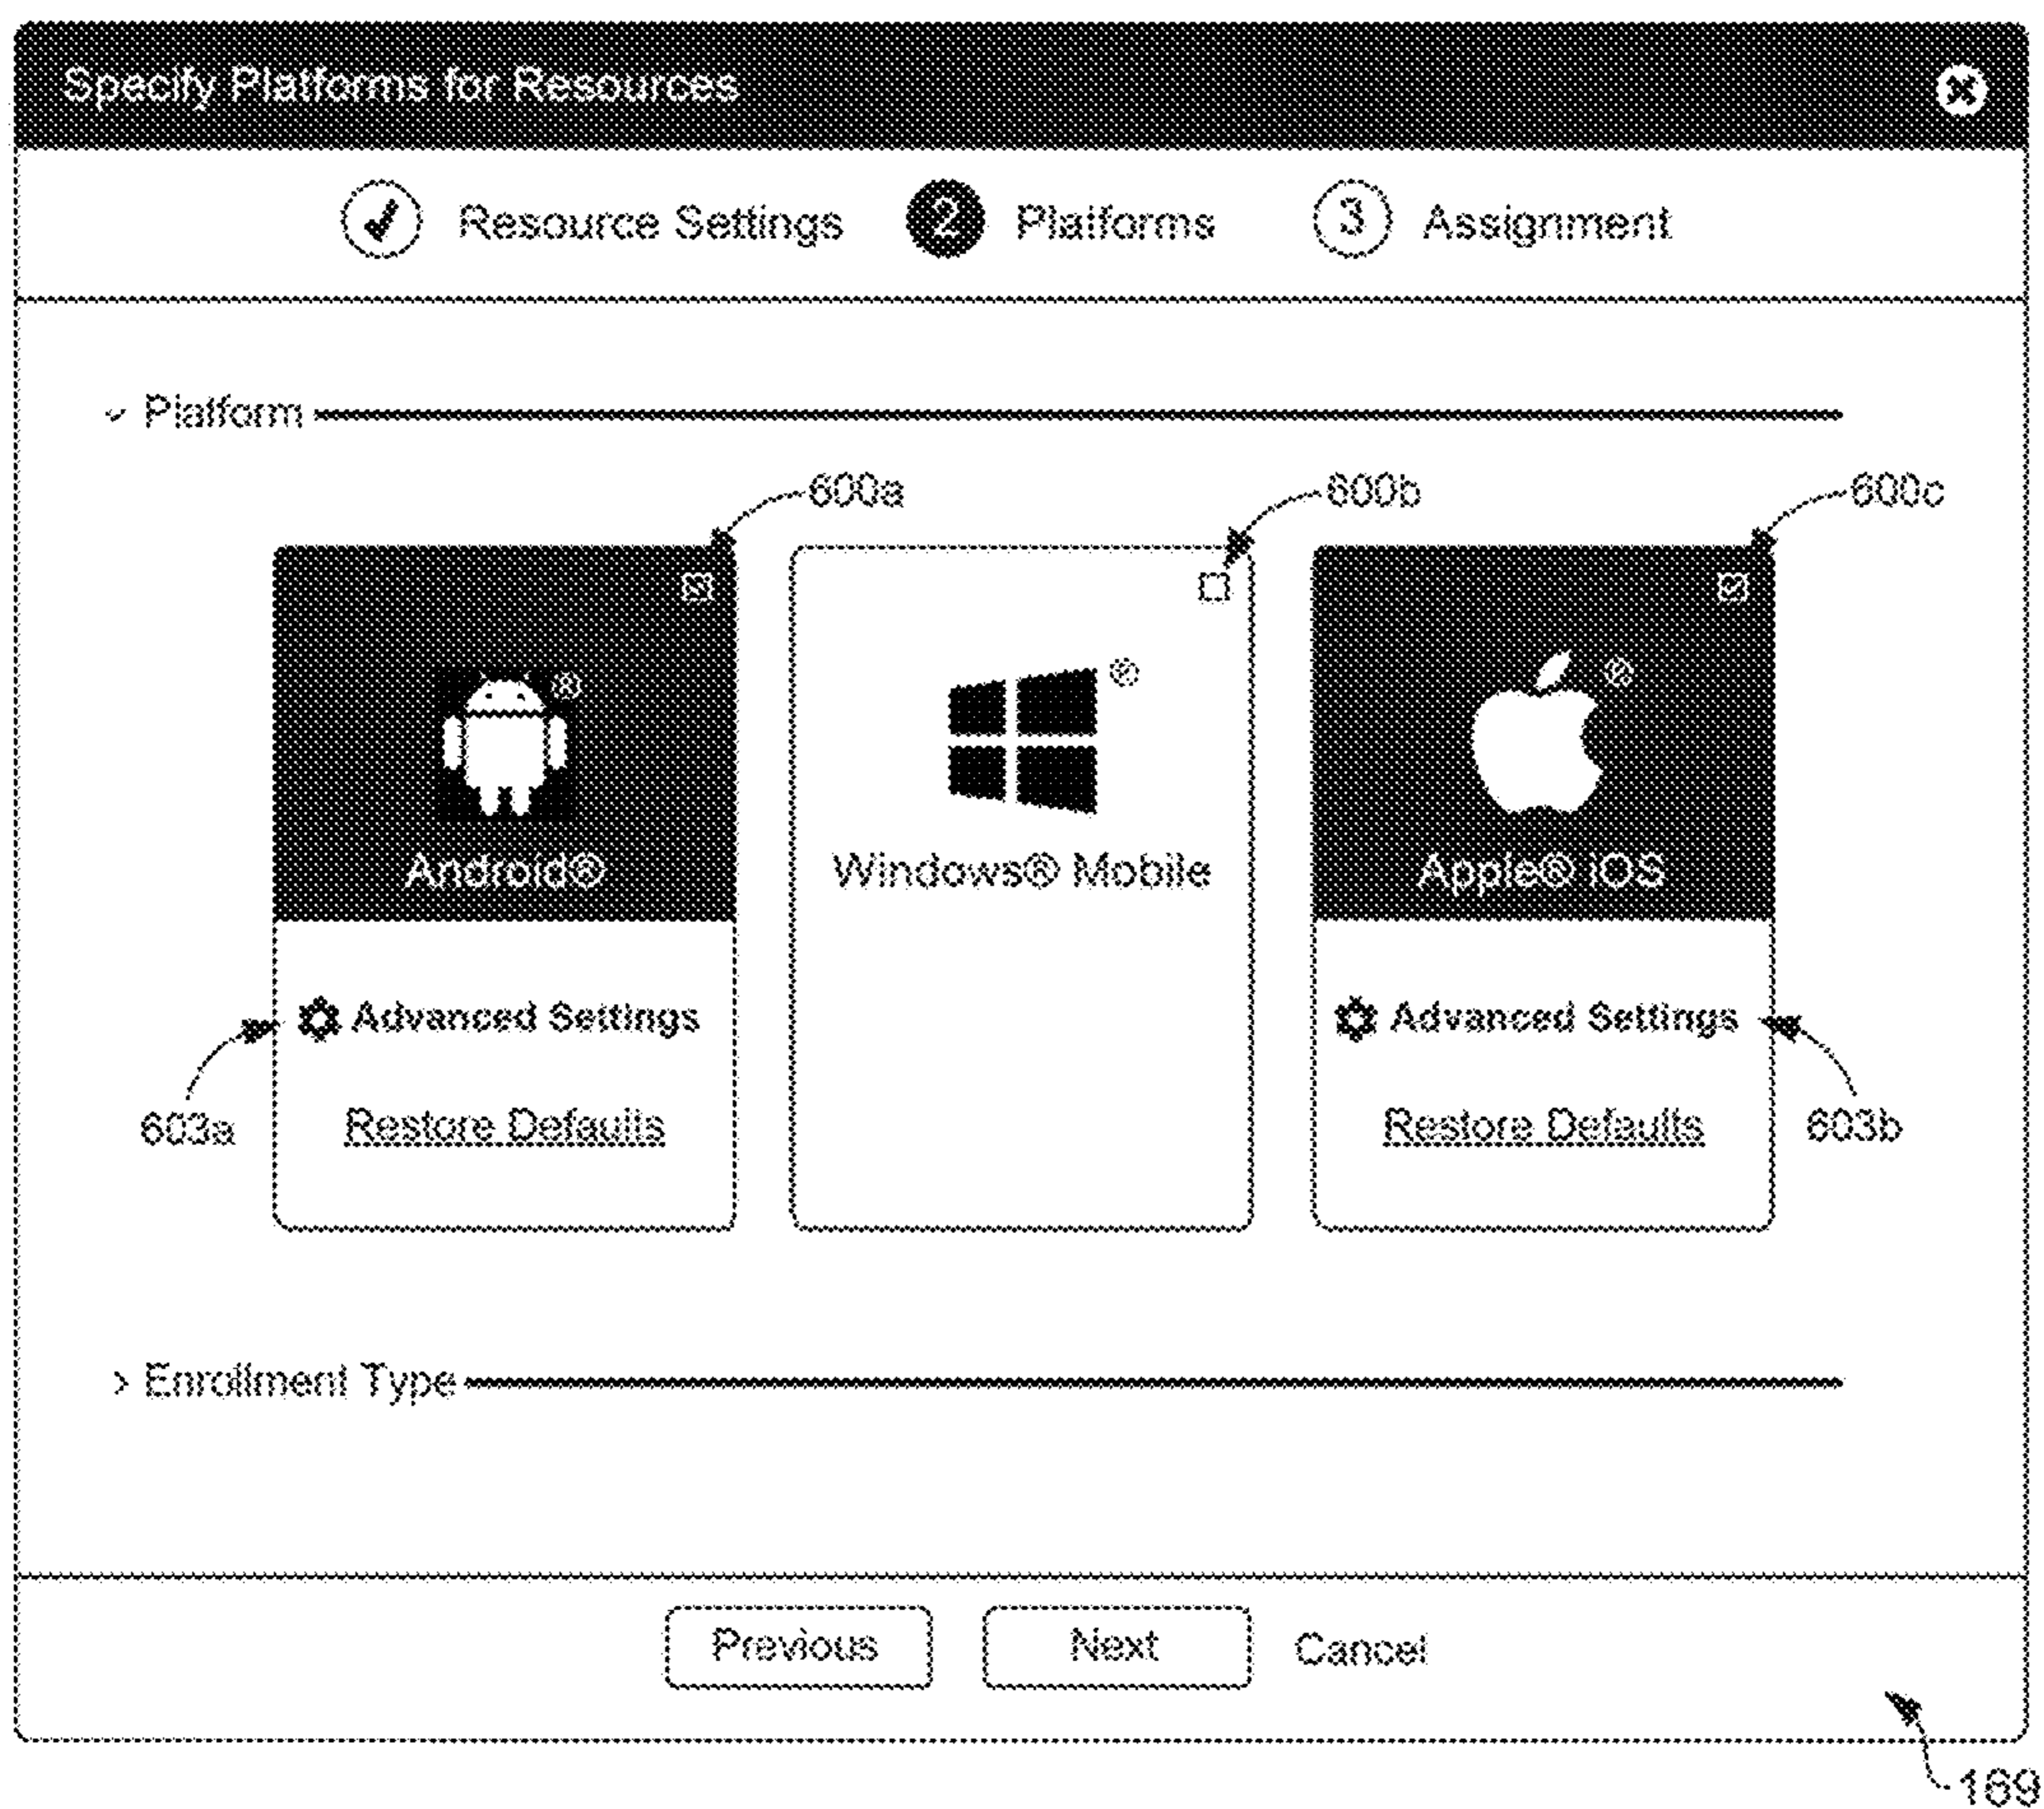 Specify Platforms for Resources
Resource Settings 2 Platforms 3 Assignment
Platform
600a 600b 600c
® ® ®
Android® Windows® Mobile Apple® iOS
Advanced Settings Advanced Settings
603a Restore Defaults Restore Defaults 603b
Enrollment Type
Previous Next Cancel
169